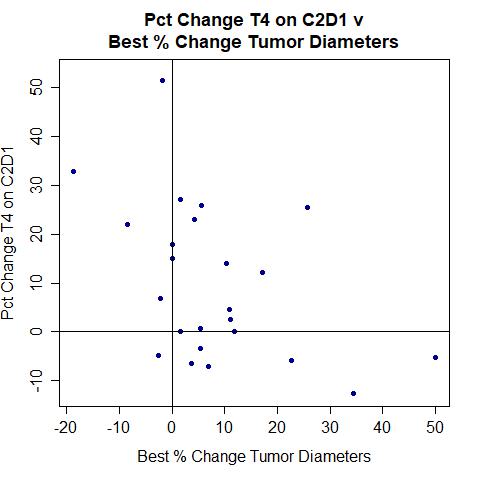 Pct Change T4 on C2D1 v
Best % Change Tumor Diameters
Pct Change T4 on C2D1
50
40
30
20
10
0
-10
-20 -10 0 10 20 30 40 50
Best % Change Tumor Diameters